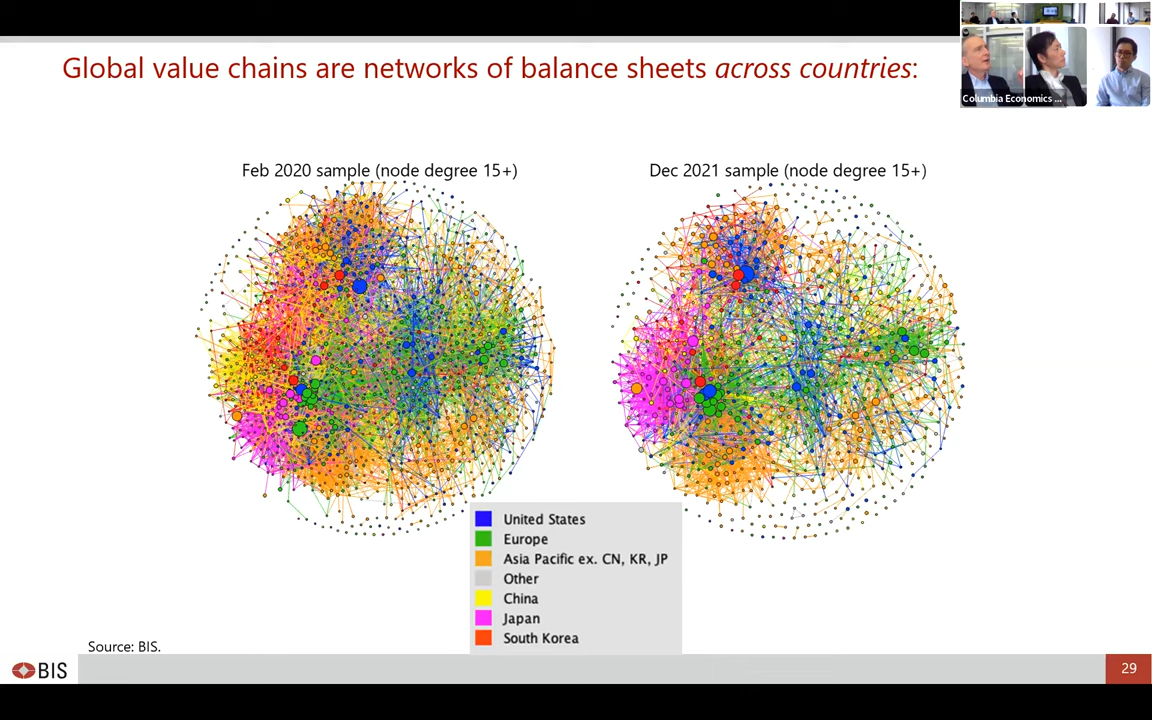 Global value chains are networks of balance sheets across countries:
Columbia Economics ...
Feb 2020 sample (node degree 15+)
Dec 2021 sample (node degree 15+)
United States
Europe
Asia Pacific ex. CN, KR, JP
Other
China
Japan
South Korea
Source: BIS.
BIS
29